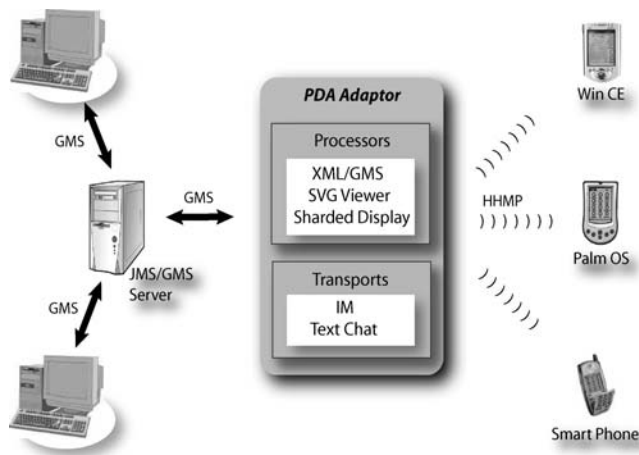 GMS
JMS/GMS
Server
GMS
GMS
PDA Adaptor
Processors
XML/GMS
SVG Viewer
Sharded Display
Transports
IM
Text Chat
HHMP
Win CE
Palm OS
Smart Phone